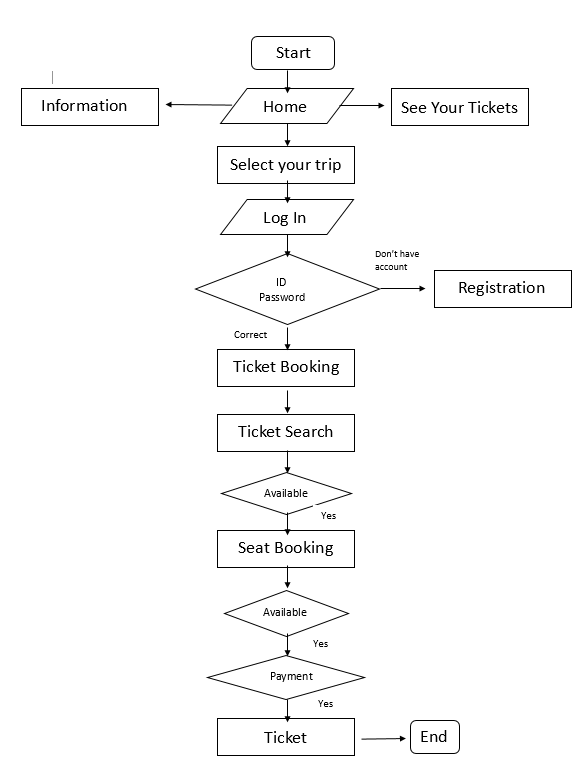 Start
Information
Home
See Your Tickets
Select your trip
Log In
Don't have
account
ID
Password
Registration
Correct
Ticket Booking
Ticket Search
Available
Yes
Seat Booking
Available
Yes
Payment
Yes
Ticket
End